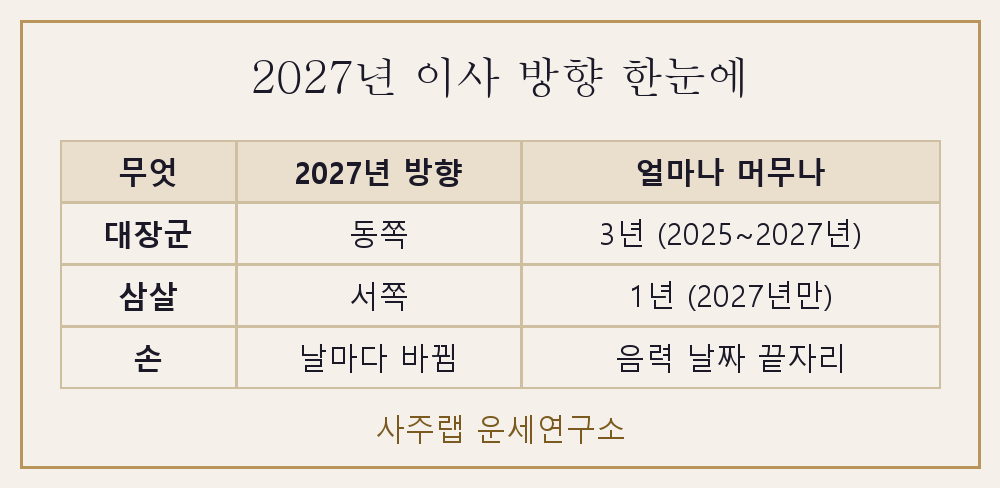 2027년 이사 방향 한눈에
무엇 2027년 방향 얼마나 머무나
대장군 동쪽 3년 (2025~2027년)
삼살 서쪽 1년 (2027년만)
손 날마다 바뀜 음력 날짜 끝자리
사주랩 운세연구소